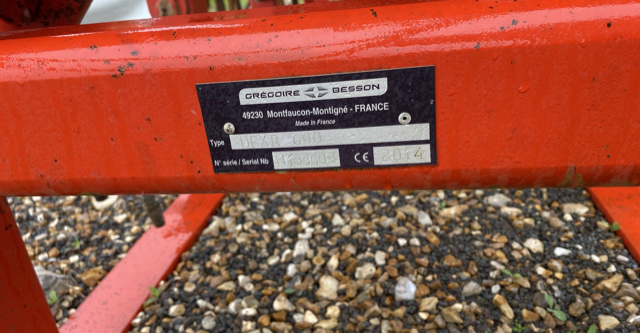 GRÉGOIRE BESSON
49230 Montfaucon-Montigné - FRANCE
Made in France
Type
N° série / Serial Nb CE 2014